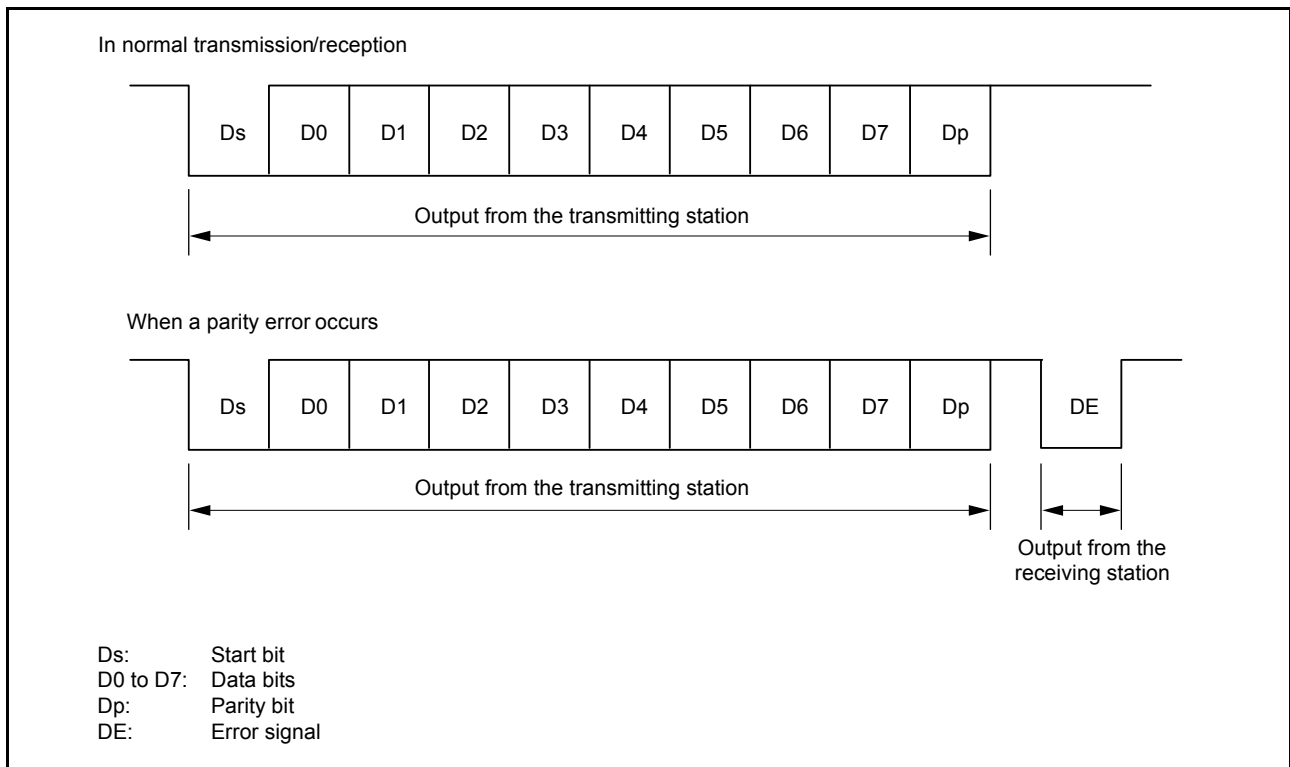 In normal transmission/reception
Ds D0 D1 D2 D3 D4 D5 D6 D7 Dp
Output from the transmitting station
When a parity error occurs
Ds D0 D1 D2 D3 D4 D5 D6 D7 Dp DE
Output from the transmitting station
Output from the
receiving station
Ds: Start bit
D0 to D7: Data bits
Dp: Parity bit
DE: Error signal